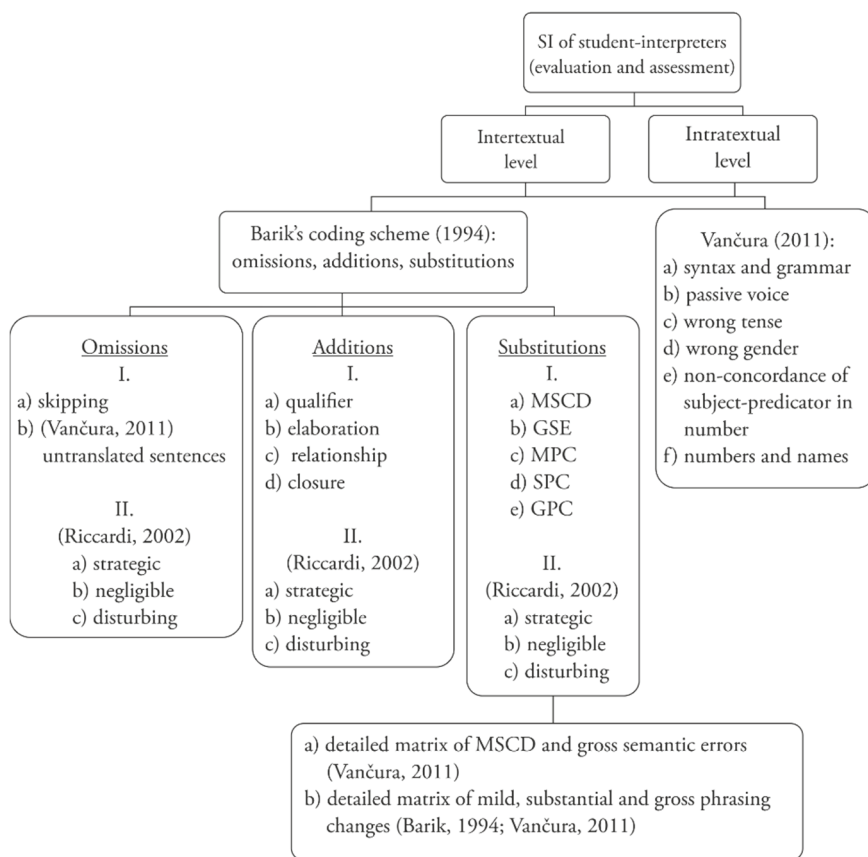 SI of student-interpreters
(evaluation and assessment)
Intertextual
level
Intratextual
level
Barik's coding scheme (1994):
omissions, additions, substitutions
Vančura (2011):
a) syntax and grammar
b) passive voice
c) wrong tense
d) wrong gender
e) non-concordance of
subject-predicator in
number
f) numbers and names
Omissions
I.
a) skipping
b) (Vančura, 2011)
untranslated sentences
II.
(Riccardi, 2002)
a) strategic
b) negligible
c) disturbing
Additions
I.
a) qualifier
b) elaboration
c) relationship
d) closure
II.
(Riccardi, 2002)
a) strategic
b) negligible
c) disturbing
Substitutions
I.
a) MSCD
b) GSE
c) MPC
d) SPC
e) GPC
II.
(Riccardi, 2002)
a) strategic
b) negligible
c) disturbing
a) detailed matrix of MSCD and gross semantic errors
(Vančura, 2011)
b) detailed matrix of mild, substantial and gross phrasing
changes (Barik, 1994; Vančura, 2011)